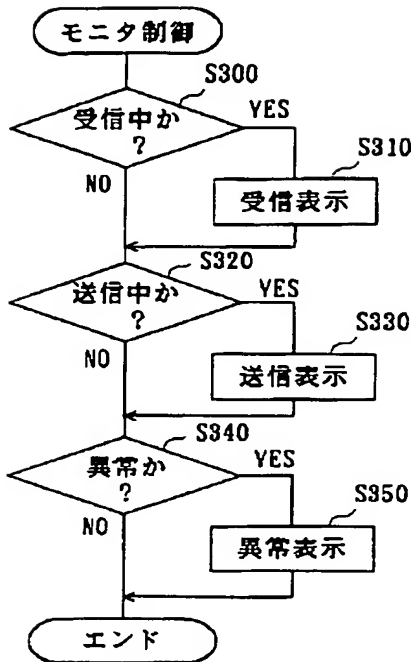 モニタ制御
S300
受信中か
?
YES
NO
S310
受信表示
S320
送信中か
?
YES
NO
S330
送信表示
S340
異常か
?
YES
NO
S350
異常表示
エンド